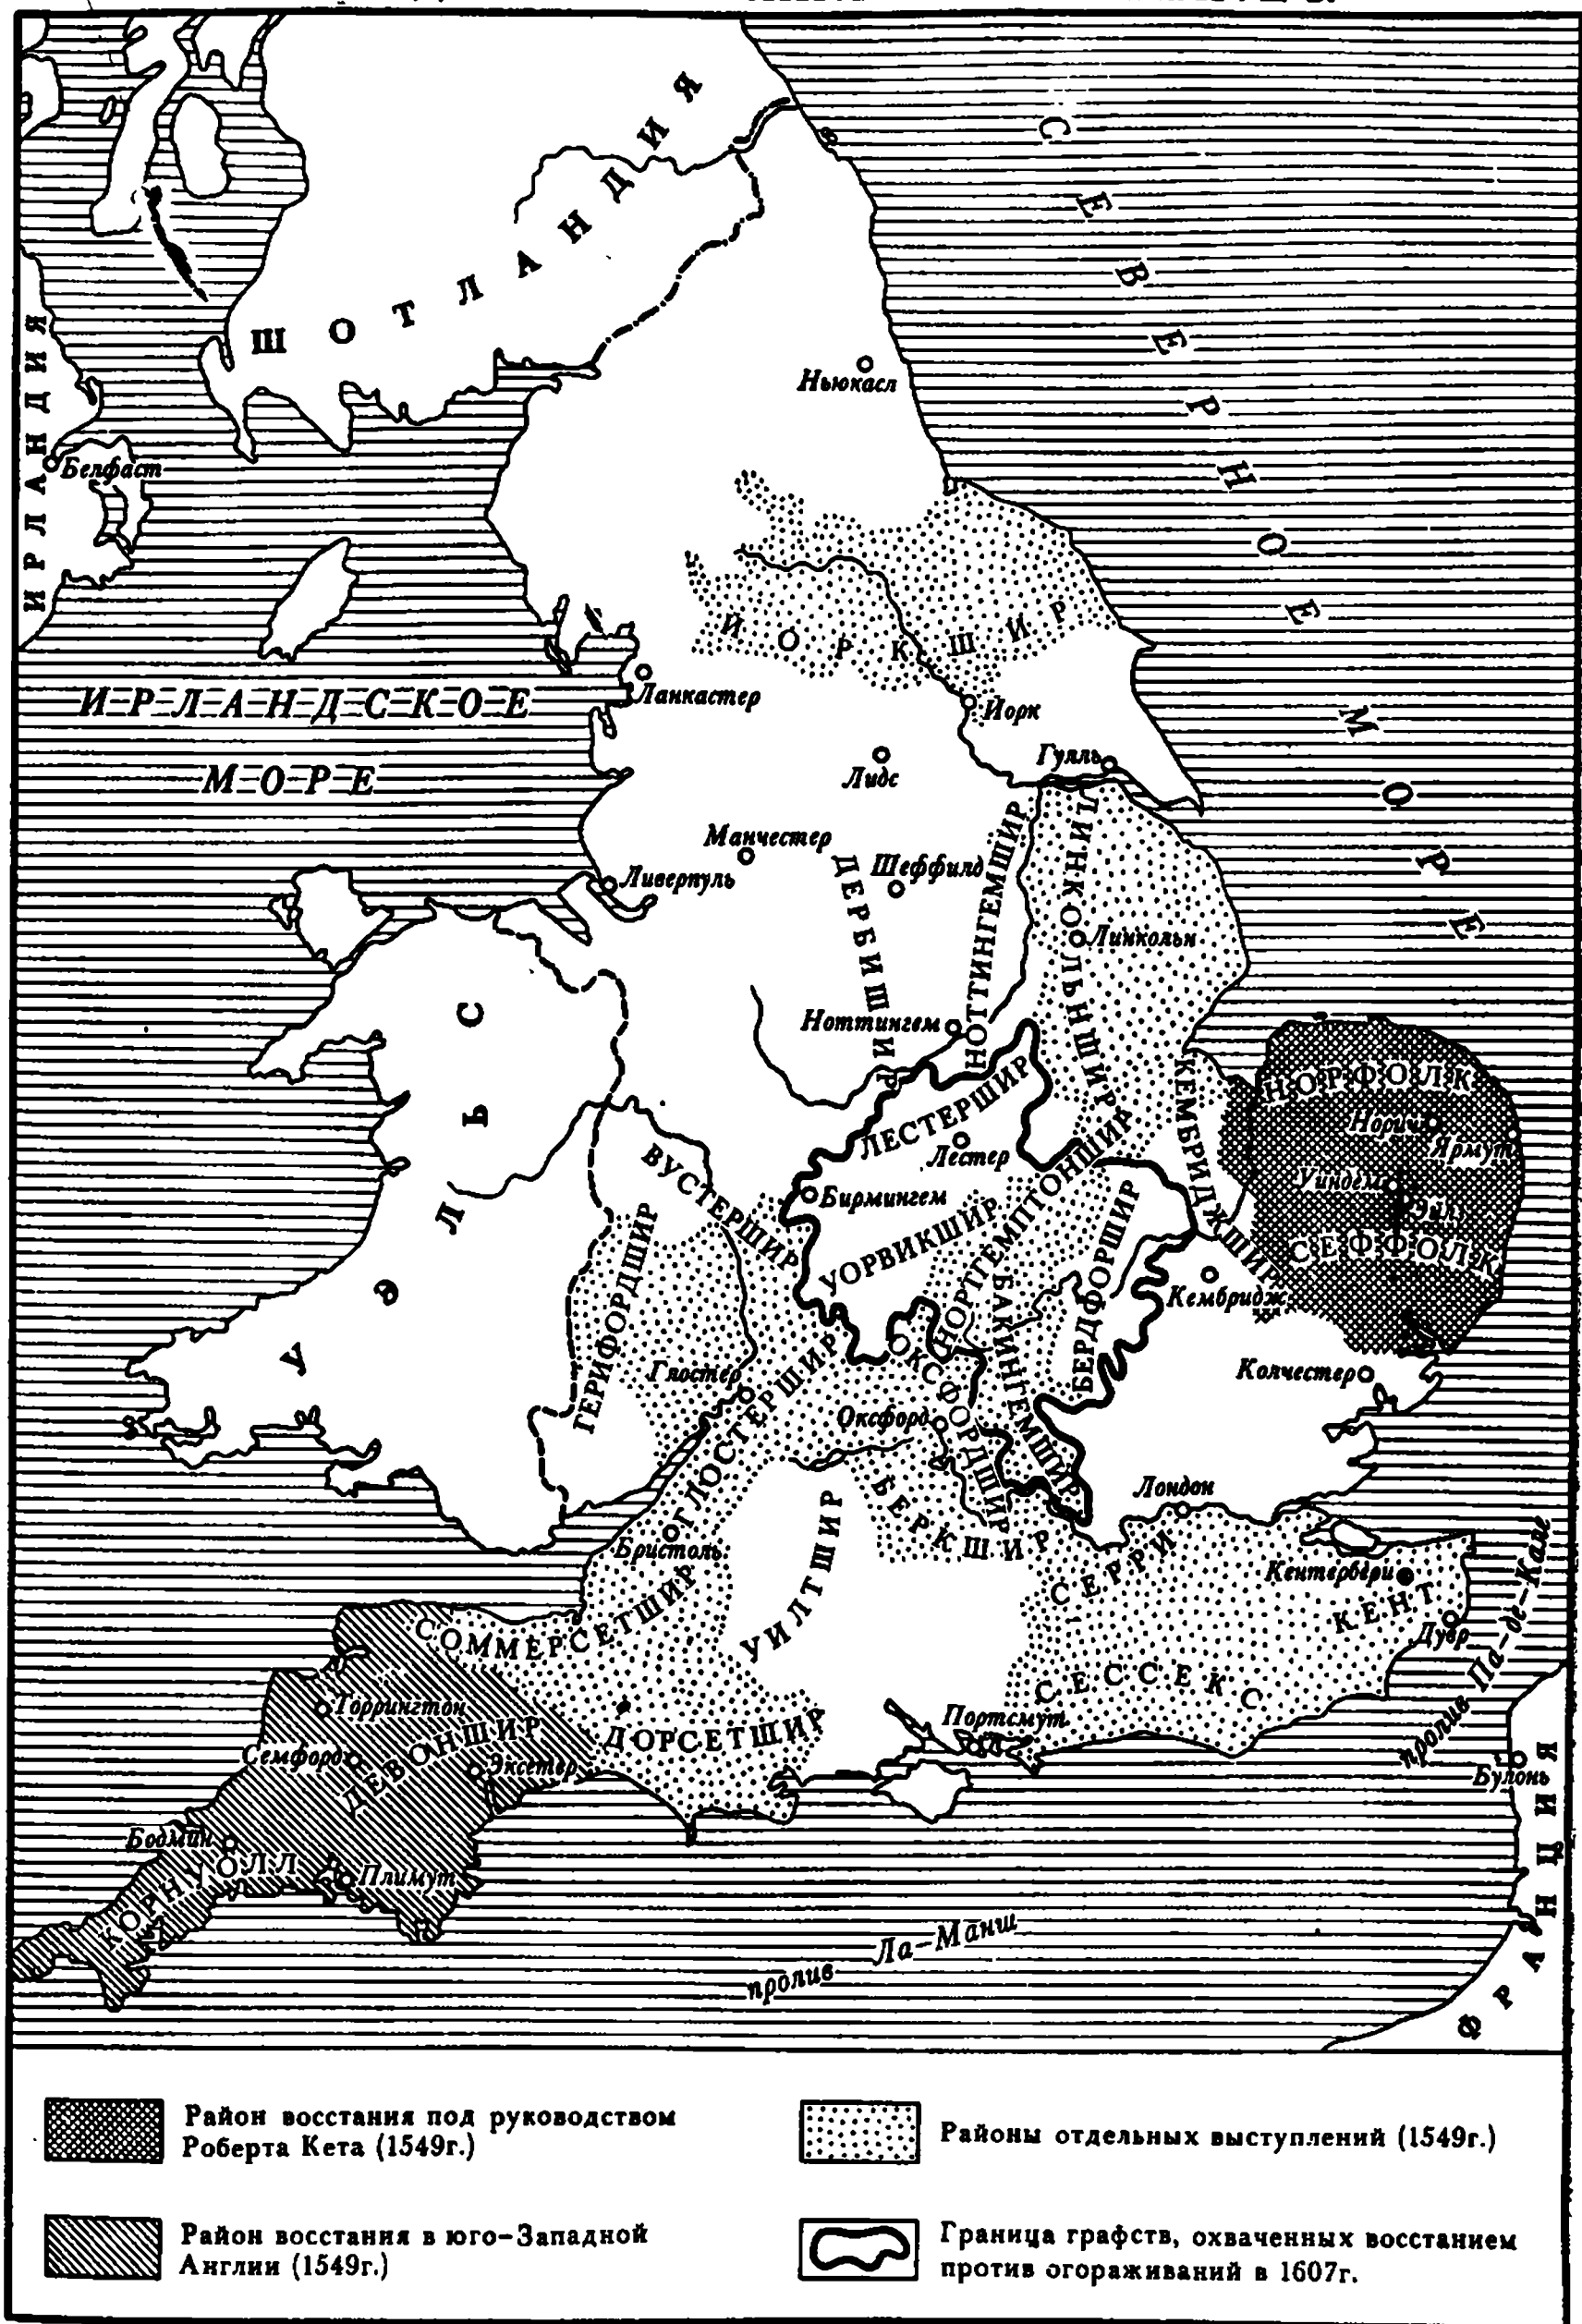 ШОТЛАНДИЯ
СЕВЕРНОЕ МОРЕ
ИРЛАНДИЯ
Ньюкасл
Белфаст
ЙОРКШИР
ИРЛАНДСКОЕ
МОРЕ
Ланкастер
Йорк
Гулль
Лидс
Манчестер
Шеффилд
Ливерпуль
ДЕРБИШИР
НОТТИНГЕМШИР
ЛИНКОЛЬНШИР
Линкольн
Ноттингем
УЭЛЬС
ЛЕСТЕРШИР
Лестер
КЕМБРИДЖШИР
НОРФОЛК
Норич
Ярмут
Уиндем
СЕФФОЛК
ВУСТЕРШИР
Бирмингем
УОРВИКШИР
НОРТГЕМПТОНШИР
БАКИНГЕМШИР
БЕРДФОРШИР
Кембридж
ГЕРИФОРДШИР
Глостер
ГЛОСТЕРШИР
ОКСФОРДШИР
Оксфорд
Колчестер
БЕРКШИР
Лондон
Бристоль
УИЛТШИР
СЕРРИ
Кентербери
КЕНТ
Дувр
пролив Па-де-Кале
СОММЕРСЕТШИР
СЕССЕКС
Торрингтон
ДОРСЕТШИР
Портсмут
Семфорд
ДЕВОНШИР
Эксетер
Булонь
Бодмин
КОРНУОЛЛ
Плимут
пролив Ла-Манш
ФРАНЦИЯ
Район восстания под руководством
Роберта Кета (1549г.)
Районы отдельных выступлений (1549г.)
Район восстания в юго-Западной
Англии (1549г.)
Граница графств, охваченных восстанием
против огораживаний в 1607г.